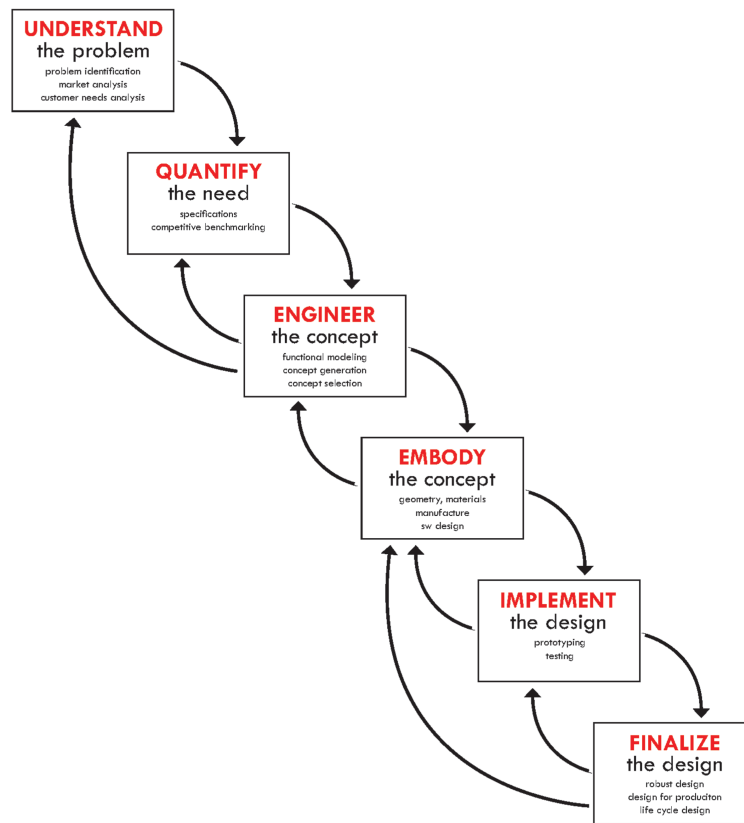 UNDERSTAND
the problem
problem identification
market analysis
customer needs analysis
QUANTIFY
the need
specifications
competitive benchmarking
ENGINEER
the concept
functional modeling
concept generation
concept selection
EMBODY
the concept
geometry, materials
manufacture
sw design
IMPLEMENT
the design
prototyping
testing
FINALIZE
the design
robust design
design for produciton
life cycle design